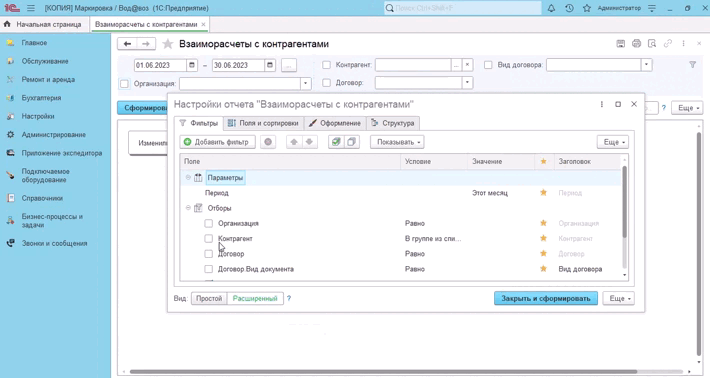 [КОПИЯ] Маркировка / Вод@воз (1С:Предприятие)
Поиск Ctrl+Shift+F
Администратор
Начальная страница
Взаиморасчеты с контрагентами ×
Главное
Обслуживание
Ремонт и аренда
Бухгалтерия
Настройки
Администрирование
Приложение экспедитора
Подключаемое
оборудование
Справочники
Бизнес-процессы и
задачи
Звонки и сообщения
Взаиморасчеты с контрагентами
01.06.2023 – 30.06.2023 ... Контрагент: Вид договора:
Организация: Договор:
Еще
Настройки отчета "Взаиморасчеты с контрагентами"
Фильтры Поля и сортировки Оформление Структура
Добавить фильтр Показывать Еще
Поле Условие Значение Заголовок
Параметры
Период Этот месяц Период
Отборы
Организация Равно Организация
Контрагент В группе из спи... Контрагент
Договор Равно Договор
Договор.Вид документа Равно Вид договора
Вид: Простой Расширенный ? Закрыть и сформировать Еще